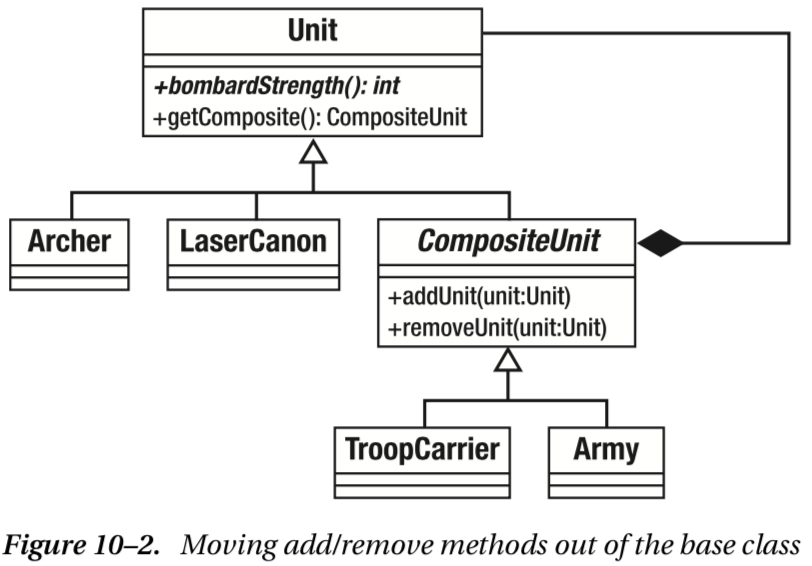 Unit
+bombardStrength(): int
+getComposite(): CompositeUnit
Archer
LaserCanon
CompositeUnit
+addUnit(unit:Unit)
+removeUnit(unit:Unit)
TroopCarrier
Army
Figure 10–2. Moving add/remove methods out of the base class